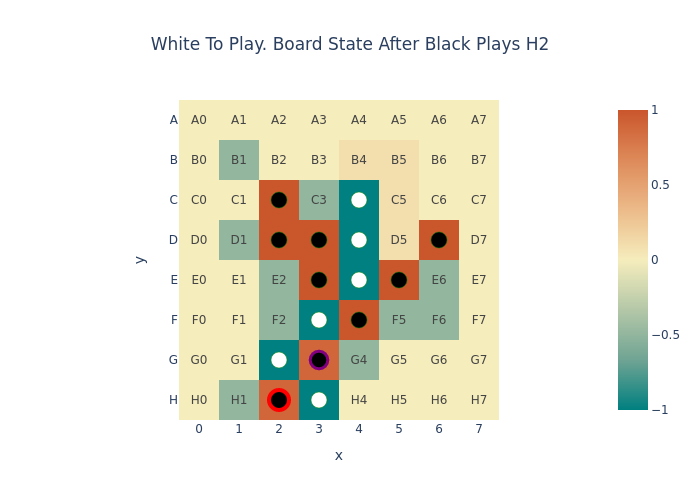 White To Play. Board State After Black Plays H2
A A0 A1 A2 A3 A4 A5 A6 A7
B B0 B1 B2 B3 B4 B5 B6 B7
C C0 C1 C3 C5 C6 C7
D D0 D1 D5 D7
E E0 E1 E2 E6 E7
F F0 F1 F2 F5 F6 F7
G G0 G1 G4 G5 G6 G7
H H0 H1 H4 H5 H6 H7
0 1 2 3 4 5 6 7
x
y
1
0.5
0
−0.5
−1